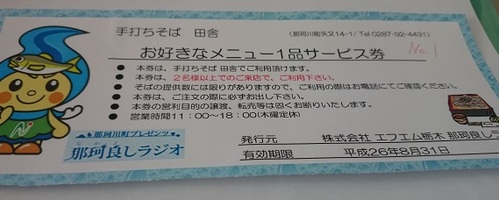 手打ちそば 田舎
(那珂川町矢又14-1/Tel 0287-92-4431)
お好きなメニュー1品サービス券
No.1
● 本券は、手打ちそば 田舎でご利用頂けます。
● 本券は、2名様以上でのご来店で、ご利用下さい。
● そばの提供数には限りがありますので、ご利用の際はお電話にてご確認ください。
● 本券は、ご注文の際に必ずお出し下さい。
● 本券の営利目的の譲渡、転売等は固くお断りいたします。
● 営業時間11:00~18:00(木曜定休)
那珂川町プレゼンツ
那珂良しラジオ
発行元 株式会社 エフエム栃木 那珂良しラ
有効期限 平成26年8月31日